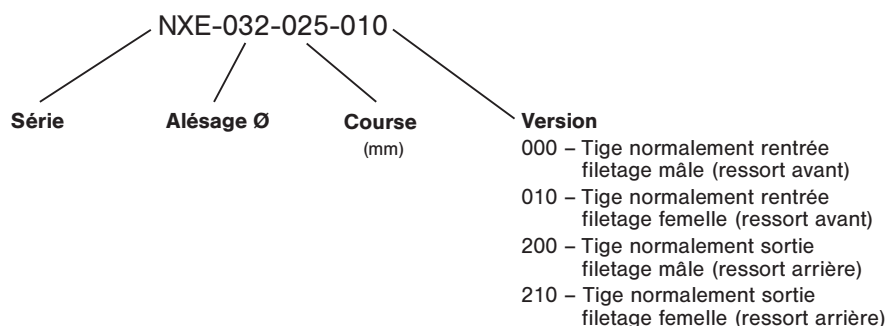 NXE-032-025-010
Série
Alésage Ø
Course
(mm)
Version
000 – Tige normalement rentrée
filetage mâle (ressort avant)
010 – Tige normalement rentrée
filetage femelle (ressort avant)
200 – Tige normalement sortie
filetage mâle (ressort arrière)
210 – Tige normalement sortie
filetage femelle (ressort arrière)